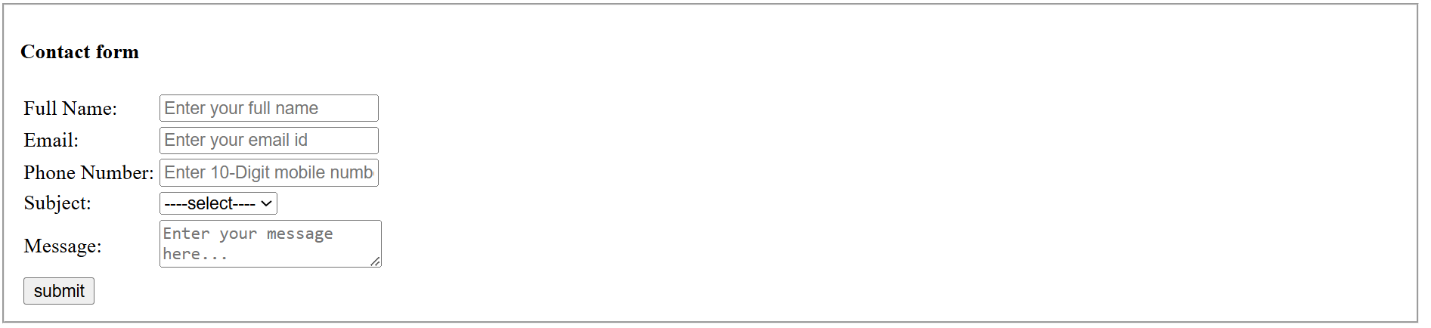 Contact form
Full Name: Enter your full name
Email: Enter your email id
Phone Number: Enter 10-Digit mobile numb
Subject: ----select----
Message: Enter your message
here...
submit